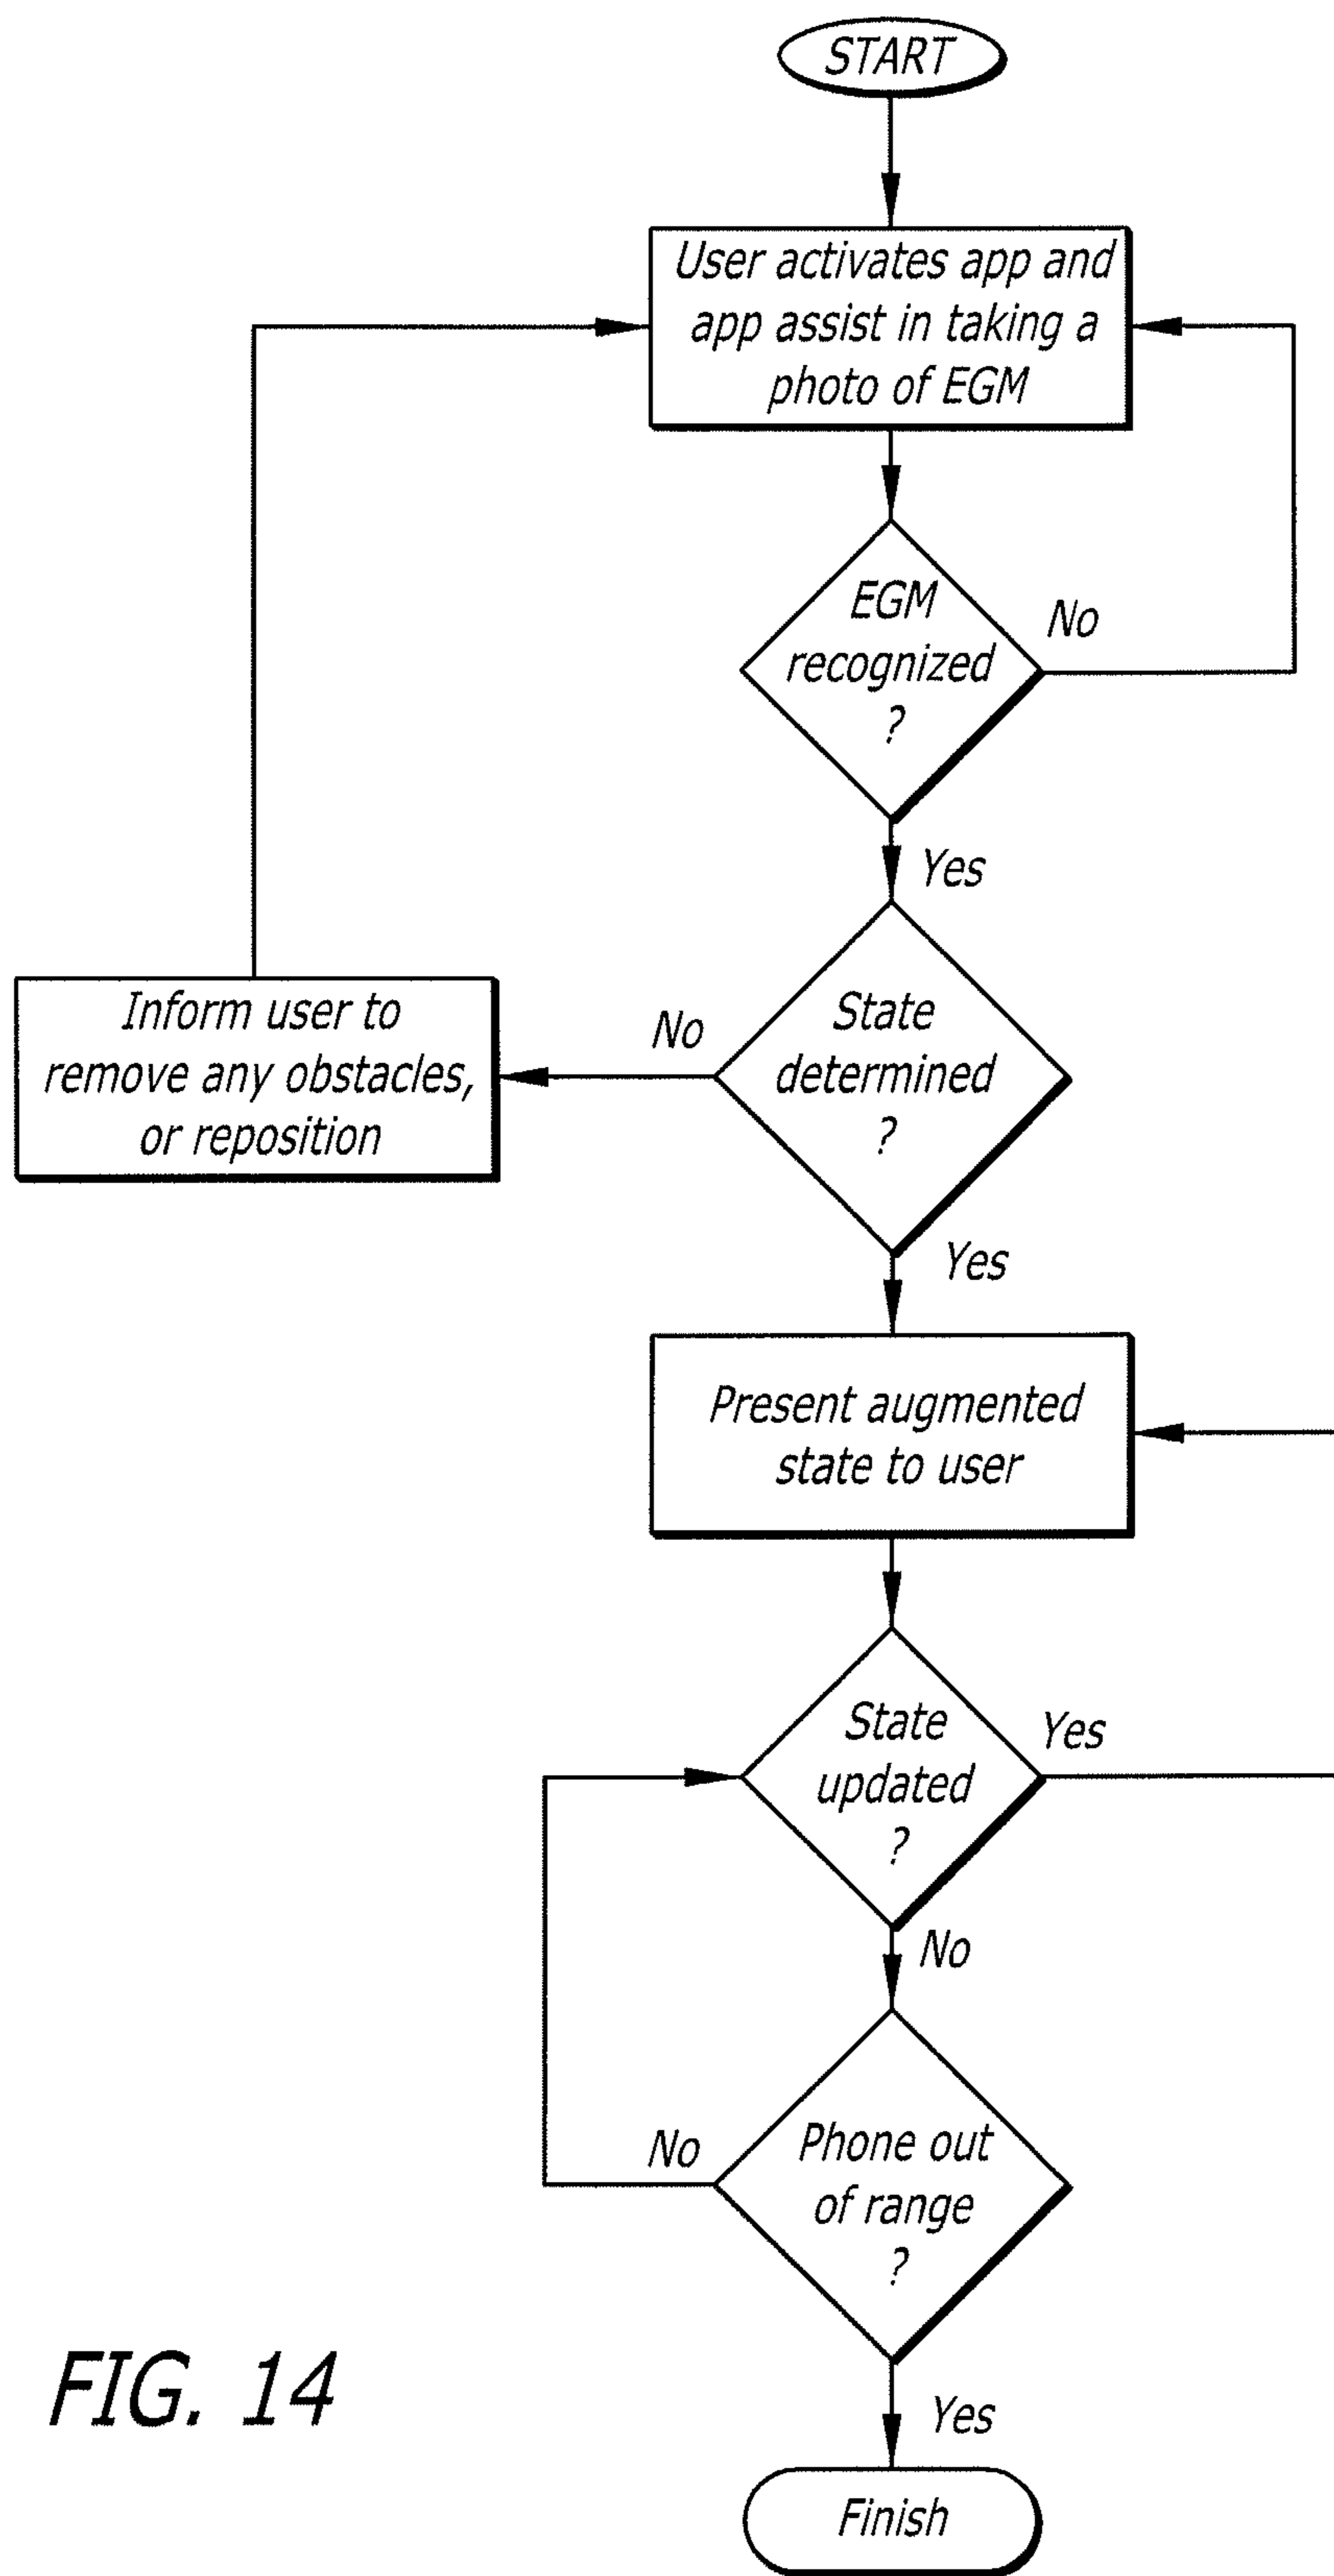 START
User activates app and
app assist in taking a
photo of EGM
EGM
recognized
?
No
Yes
State
determined
?
No
Inform user to
remove any obstacles,
or reposition
Yes
Present augmented
state to user
State
updated
?
Yes
No
Phone out
of range
?
No
Yes
Finish
FIG. 14